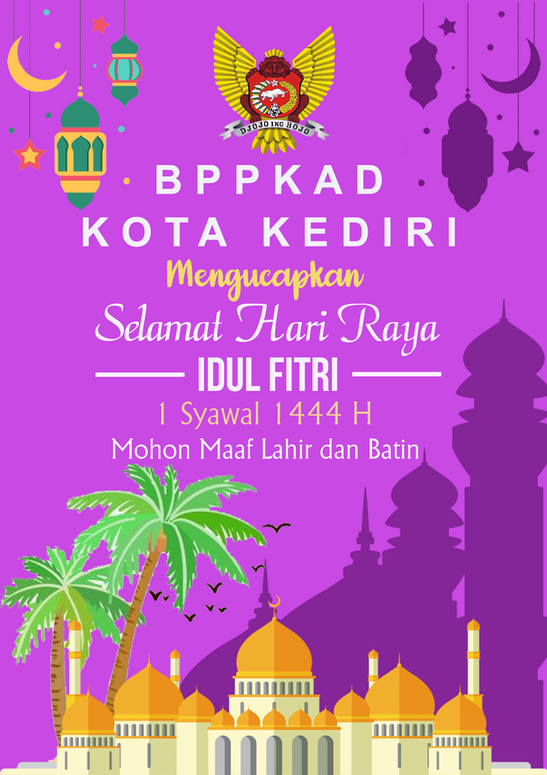 DJOJO ING BOJO
BPPKAD
KOTA KEDIRI
Mengucapkan
Selamat Hari Raya
IDUL FITRI
1 Syawal 1444 H
Mohon Maaf Lahir dan Batin